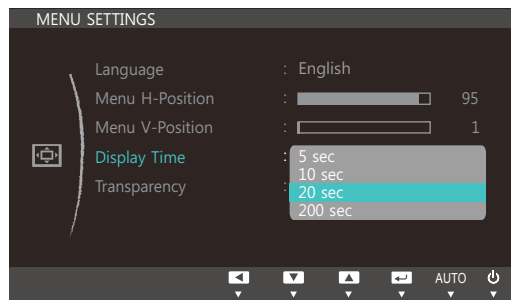 MENU SETTINGS
Language : English
Menu H-Position : 95
Menu V-Position : 1
Display Time : 5 sec
10 sec
Transparency : 20 sec
200 sec
AUTO